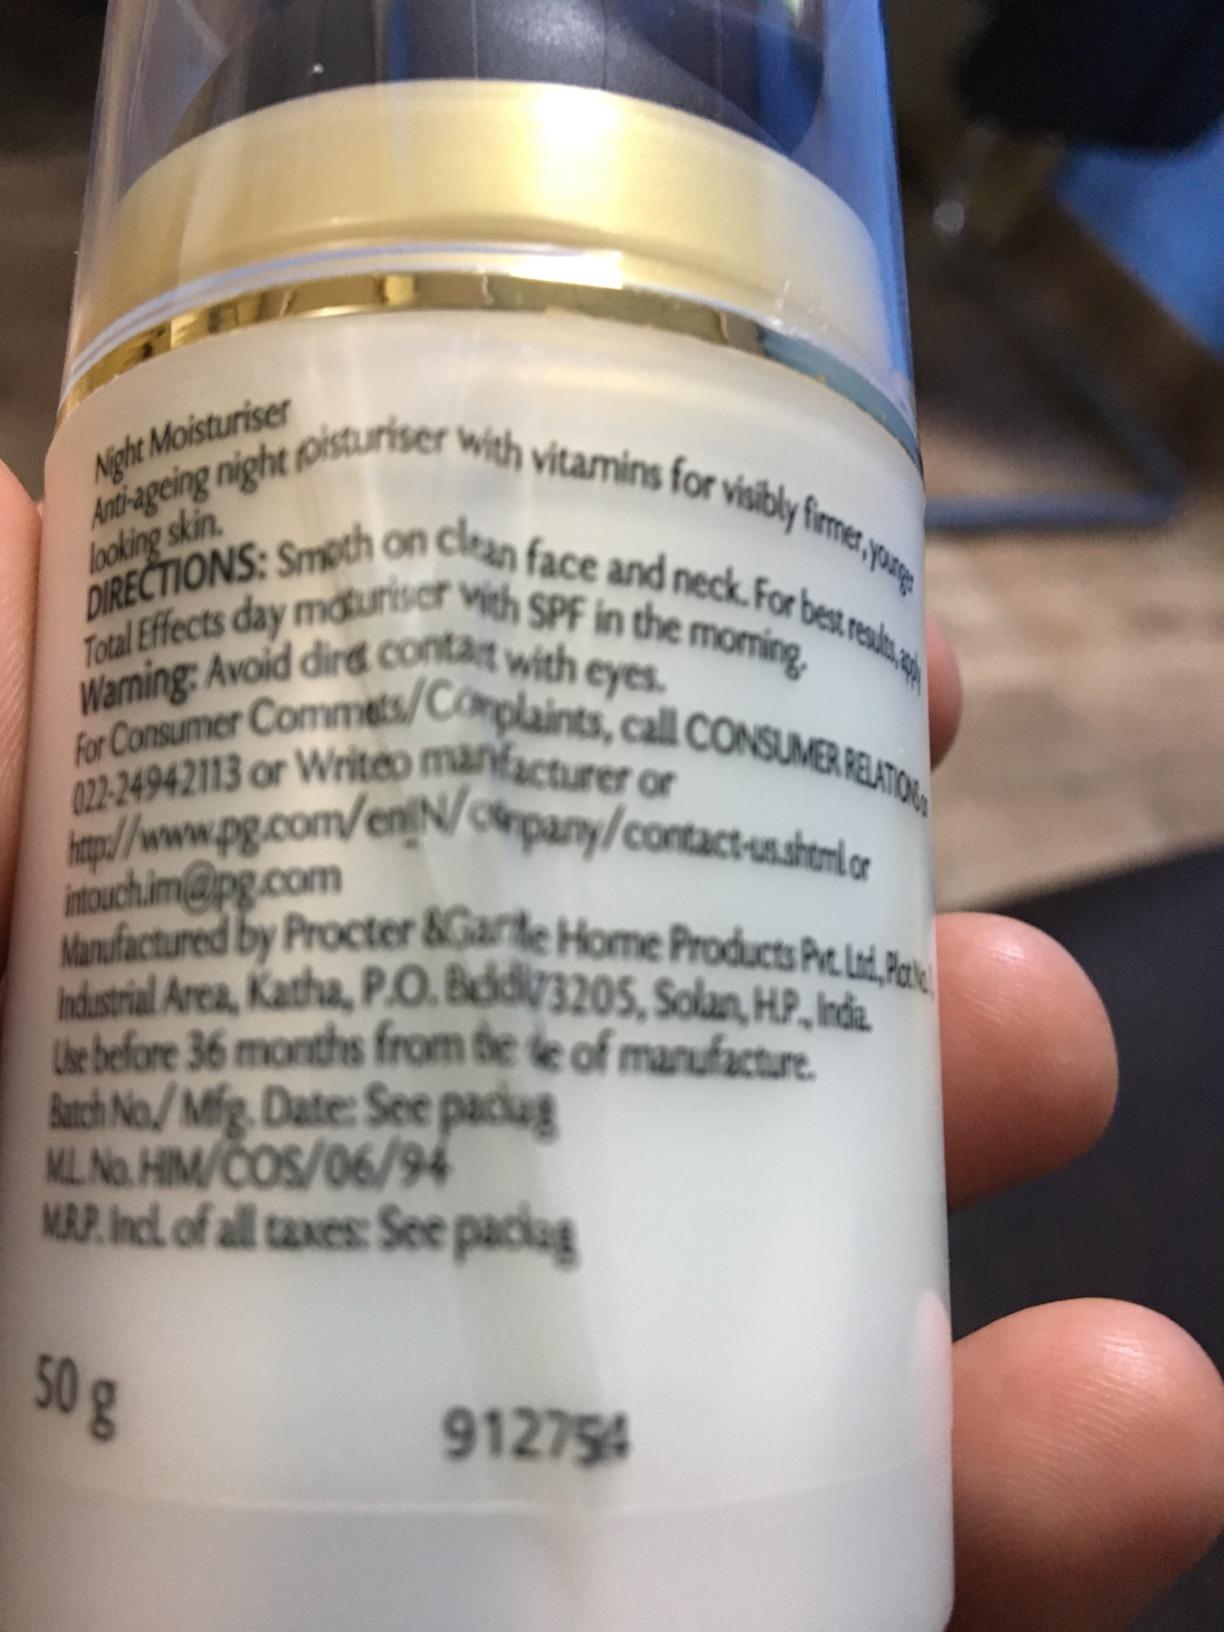 Night Moisturiser
Anti-ageing night moisturiser with vitamins for visibly firmer, younger
looking skin.
DIRECTIONS: Smooth on clean face and neck. For best results, apply
Total Effects day moisturiser with SPF in the morning.
Warning: Avoid direct contact with eyes.
For Consumer Comments/Complaints, call CONSUMER RELATIONS
022-24942113 or Write to manufacturer or
http://www.pg.com/en_IN/company/contact-us.shtml or
intouch.im@pg.com
Manufactured by Procter & Gamble Home Products Pvt. Ltd., Plot No. 1,
Industrial Area, Katha, P.O. Baddi 173205, Solan, H.P., India.
Use before 36 months from the date of manufacture.
Batch No./ Mfg. Date: See
M.L. No. HIM/COS/06/94
M.R.P. Incl. of all taxes: See
50 g